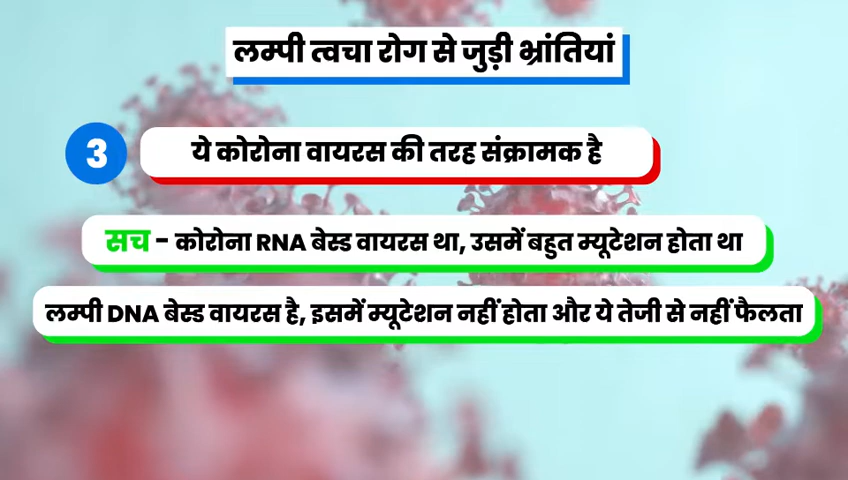 लम्पी त्वचा रोग से जुड़ी भ्रांतियां
3
ये कोरोना वायरस की तरह संक्रामक है
सच - कोरोना RNA बेस्ड वायरस था, उसमें बहुत म्यूटेशन होता था
लम्पी DNA बेस्ड वायरस है, इसमें म्यूटेशन नहीं होता और ये तेजी से नहीं फैलता